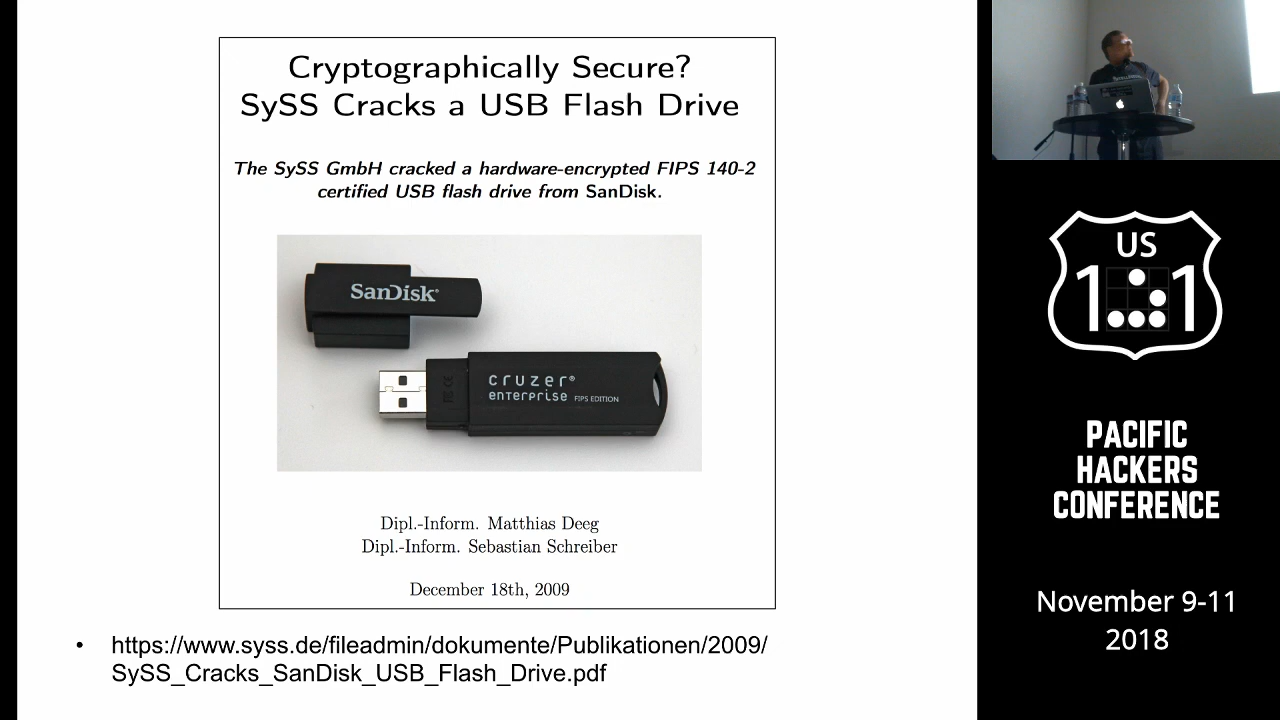 Cryptographically Secure?
SySS Cracks a USB Flash Drive
The SySS GmbH cracked a hardware-encrypted FIPS 140-2
certified USB flash drive from SanDisk.
SanDisk®
cruzer®
enterprise FIPS EDITION
Dipl.-Inform. Matthias Deeg
Dipl.-Inform. Sebastian Schreiber
December 18th, 2009
• https://www.syss.de/fileadmin/dokumente/Publikationen/2009/
SySS_Cracks_SanDisk_USB_Flash_Drive.pdf
US
1 1
PACIFIC
HACKERS
CONFERENCE
November 9-11
2018